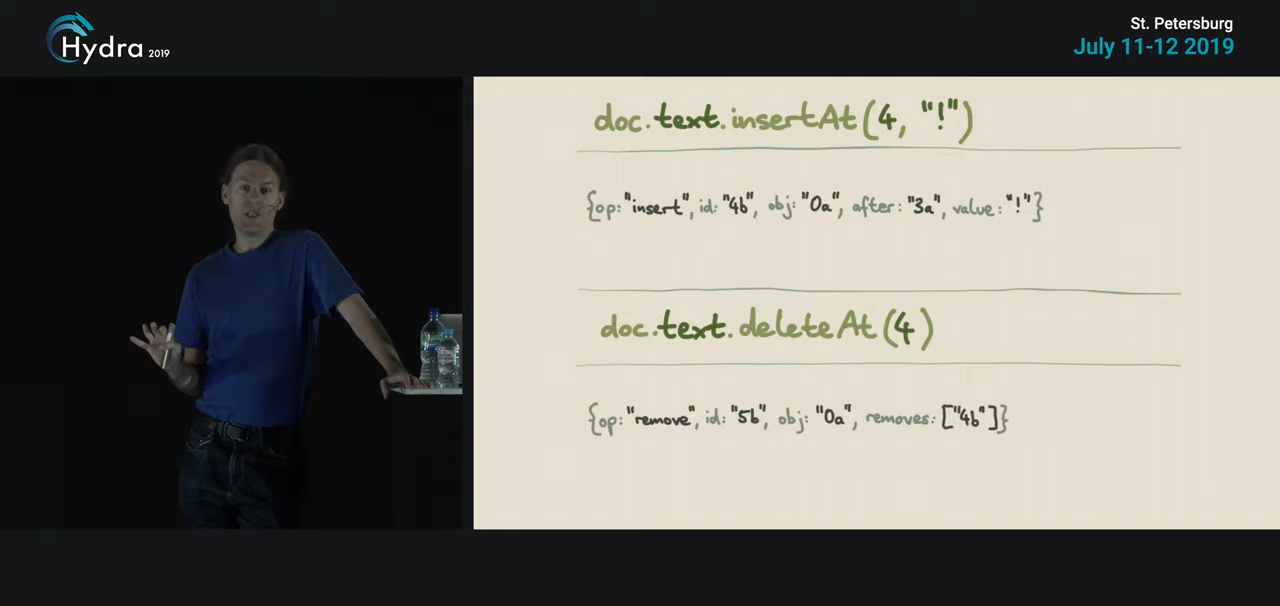 Hydra 2019
St. Petersburg
July 11-12 2019
doc.text.insertAt(4, "!")
{op: "insert", id: "4b", obj: "0a", after: "3a", value: "!"}
doc.text.deleteAt(4)
{op: "remove", id: "5b", obj: "0a", removes: ["4b"]}